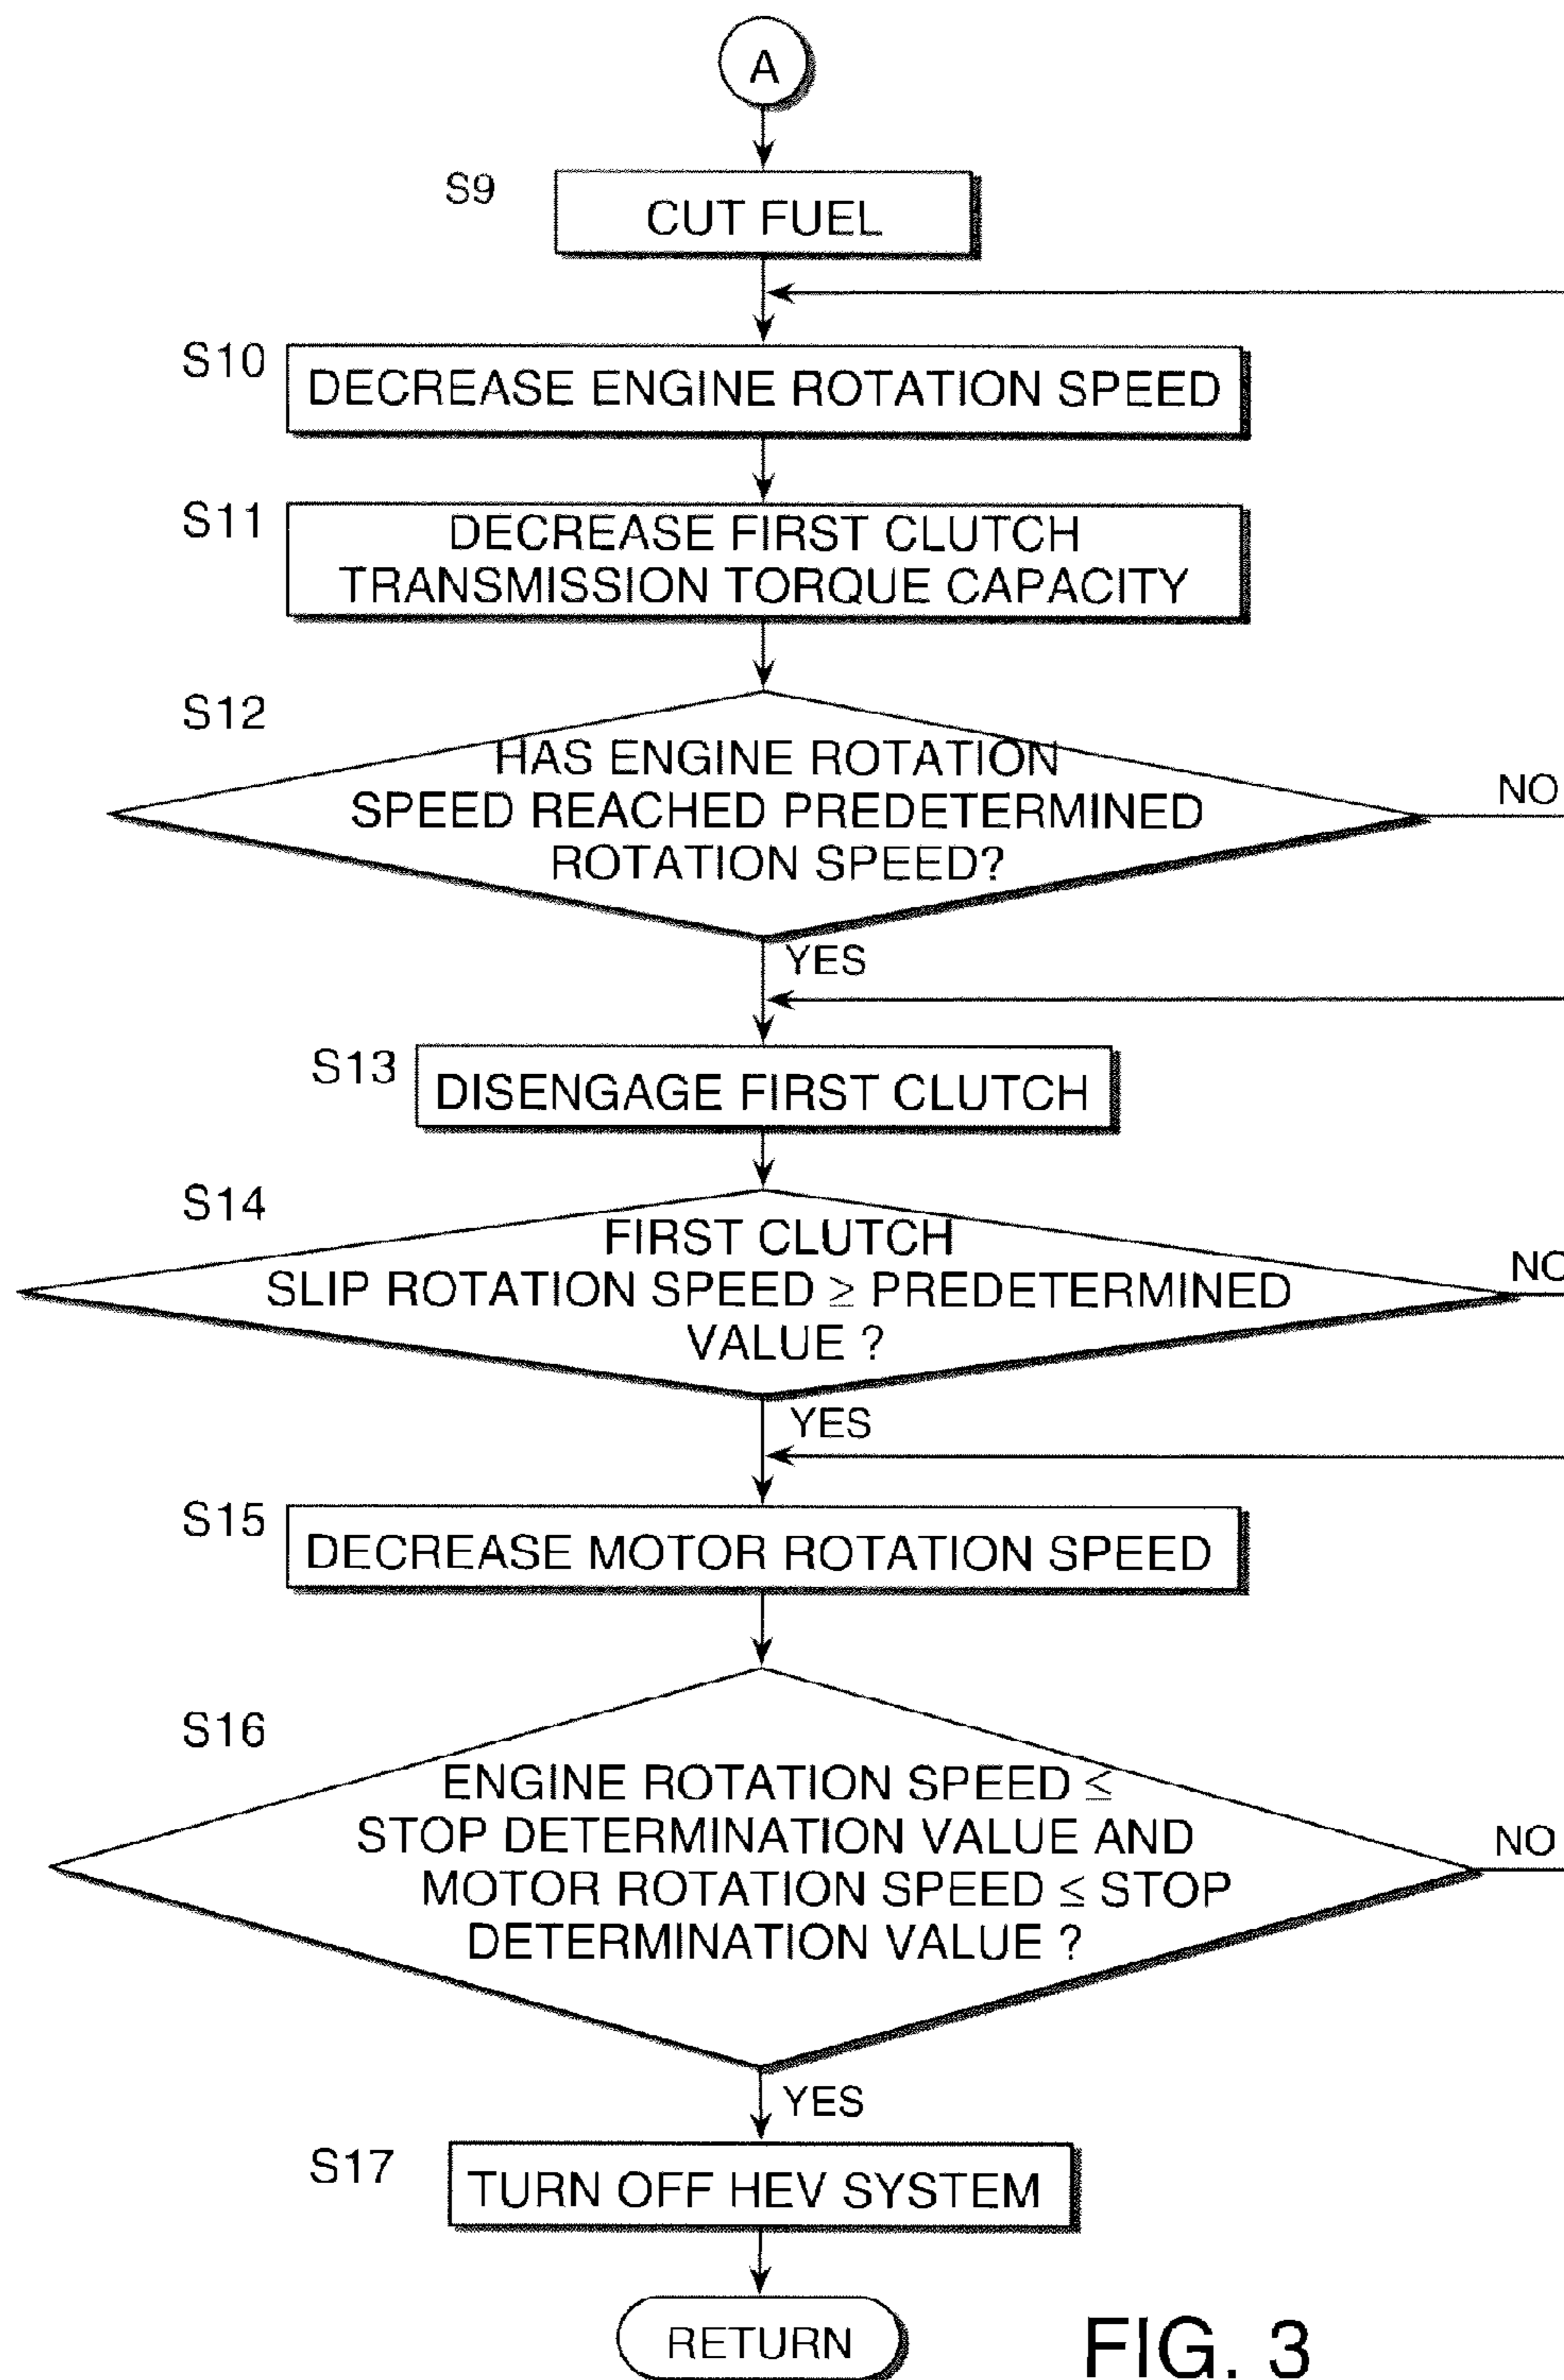 A
S9
CUT FUEL
S10
DECREASE ENGINE ROTATION SPEED
S11
DECREASE FIRST CLUTCH
TRANSMISSION TORQUE CAPACITY
S12
HAS ENGINE ROTATION
SPEED REACHED PREDETERMINED
ROTATION SPEED?
NO
YES
S13
DISENGAGE FIRST CLUTCH
S14
FIRST CLUTCH
SLIP ROTATION SPEED ≥ PREDETERMINED
VALUE ?
NO
YES
S15
DECREASE MOTOR ROTATION SPEED
S16
ENGINE ROTATION SPEED ≤
STOP DETERMINATION VALUE AND
MOTOR ROTATION SPEED ≤ STOP
DETERMINATION VALUE ?
NO
YES
S17
TURN OFF HEV SYSTEM
RETURN
FIG. 3